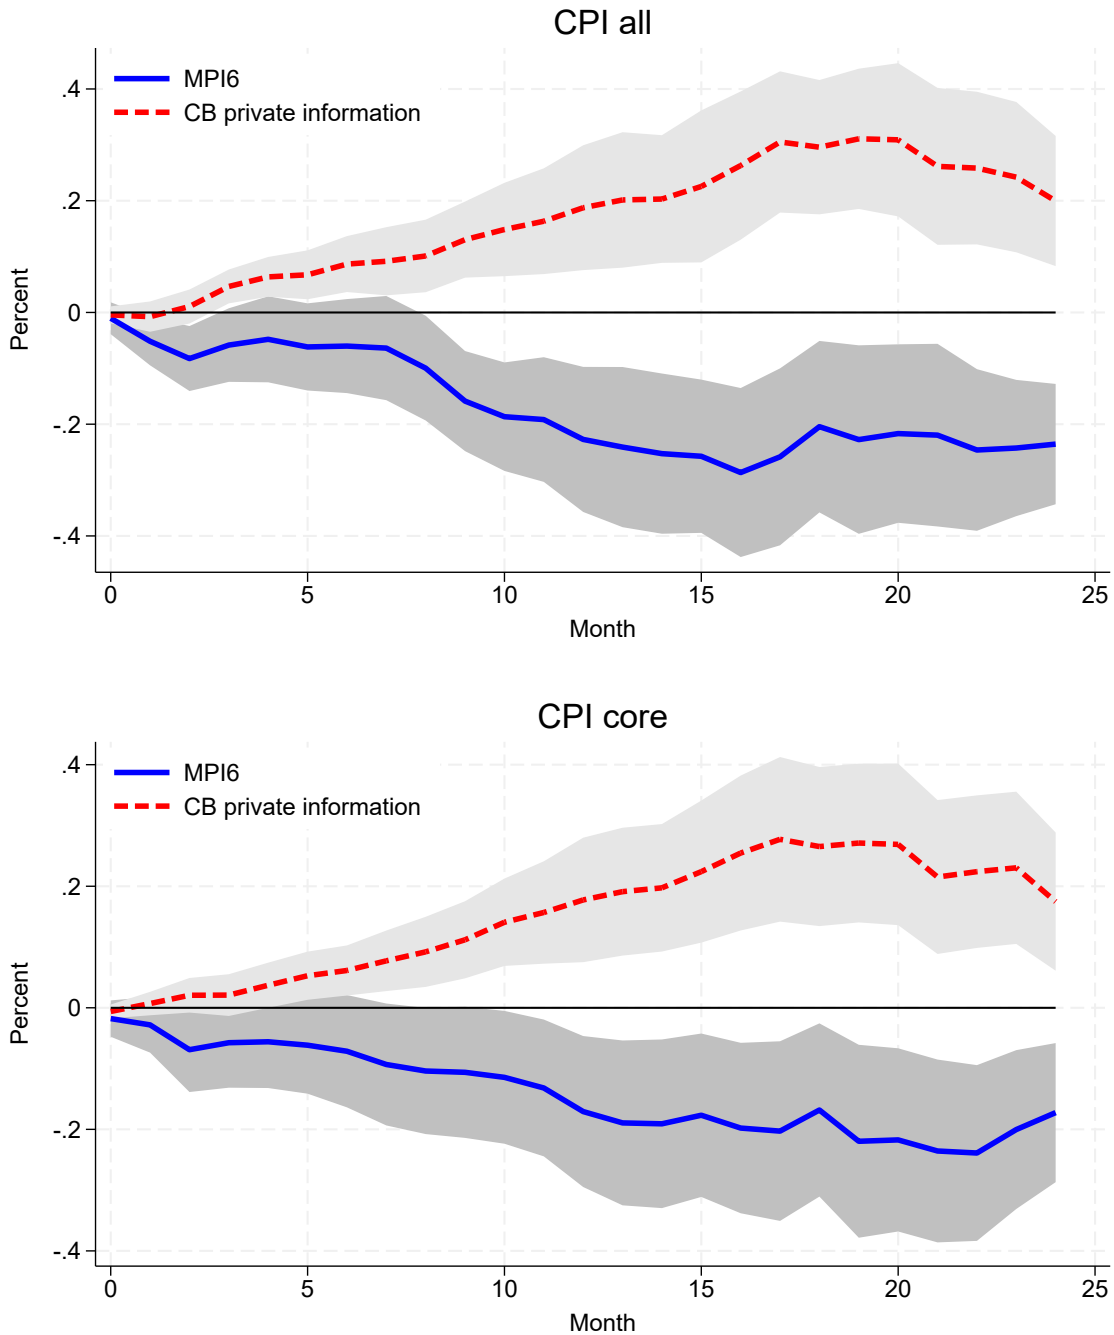 CPI all
MPI6
CB private information
.4
.2
0
-.2
-.4
Percent
0 5 10 15 20 25
Month
CPI core
MPI6
CB private information
.4
.2
0
-.2
-.4
Percent
0 5 10 15 20 25
Month